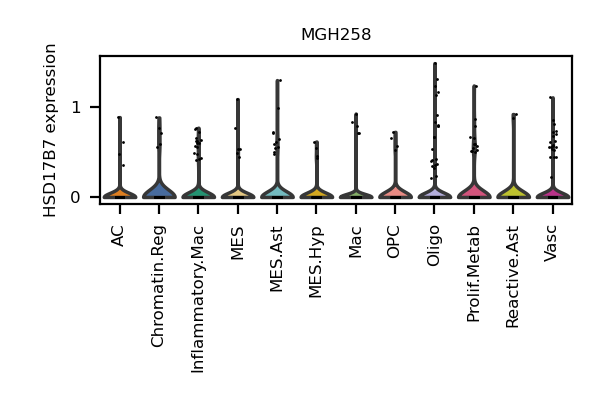 MGH258
HSD17B7 expression
1
0
AC
Chromatin.Reg
Inflammatory.Mac
MES
MES.Ast
MES.Hyp
Mac
OPC
Oligo
Prolif.Metab
Reactive.Ast
Vasc